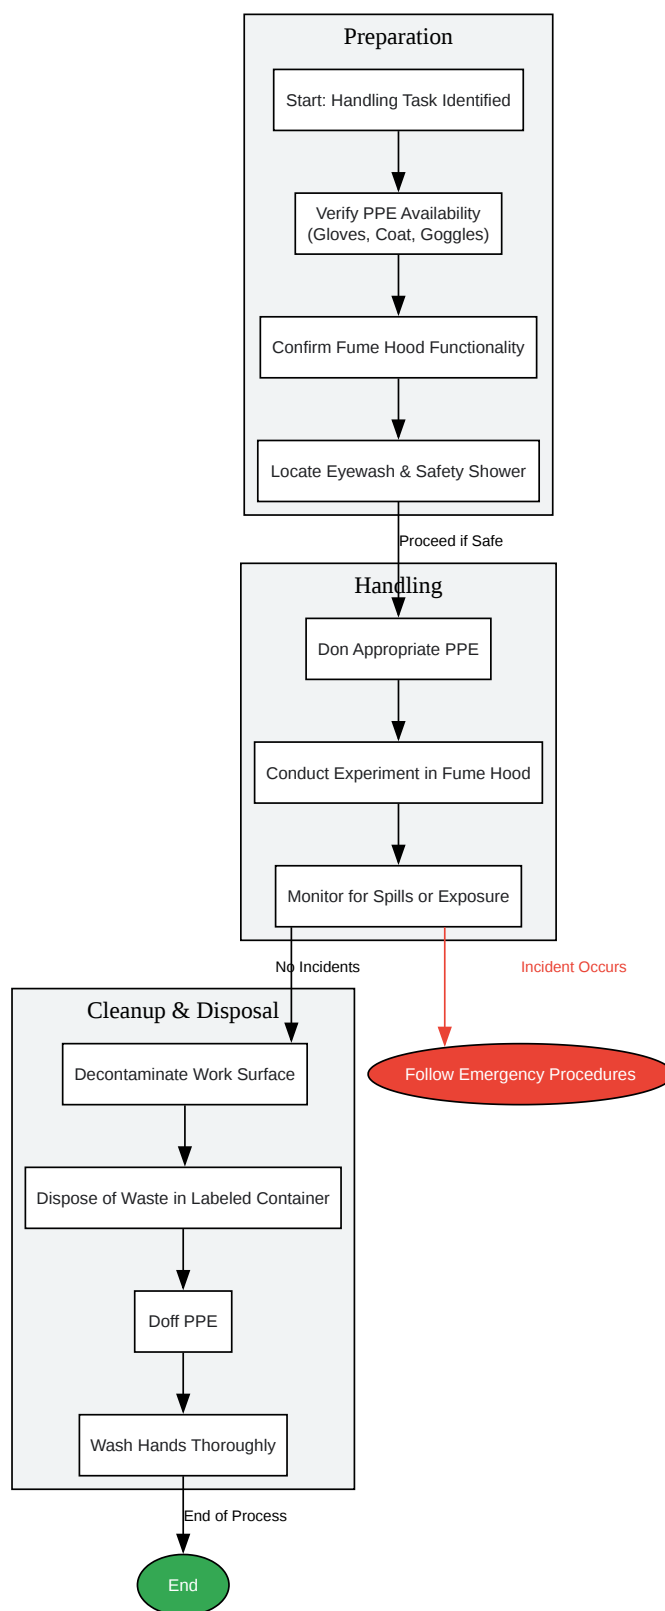 Preparation
Start: Handling Task Identified
Verify PPE Availability
(Gloves, Coat, Goggles)
Confirm Fume Hood Functionality
Locate Eyewash & Safety Shower
Proceed if Safe
Handling
Don Appropriate PPE
Conduct Experiment in Fume Hood
Monitor for Spills or Exposure
No Incidents
Incident Occurs
Cleanup & Disposal
Decontaminate Work Surface
Follow Emergency Procedures
Dispose of Waste in Labeled Container
Doff PPE
Wash Hands Thoroughly
End of Process
End